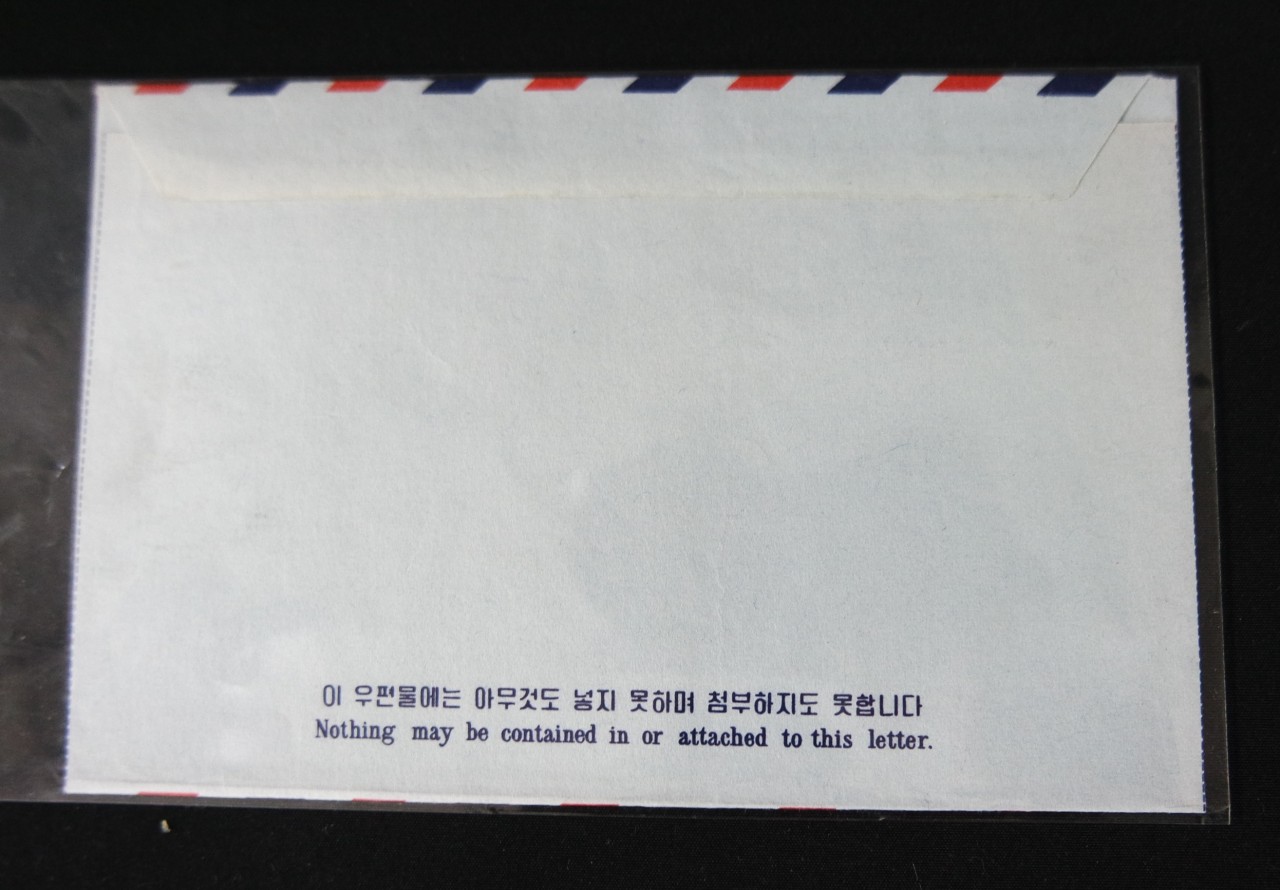 이 우편물에는 아무것도 넣지 못하며 첨부하지도 못합니다
Nothing may be contained in or attached to this letter.